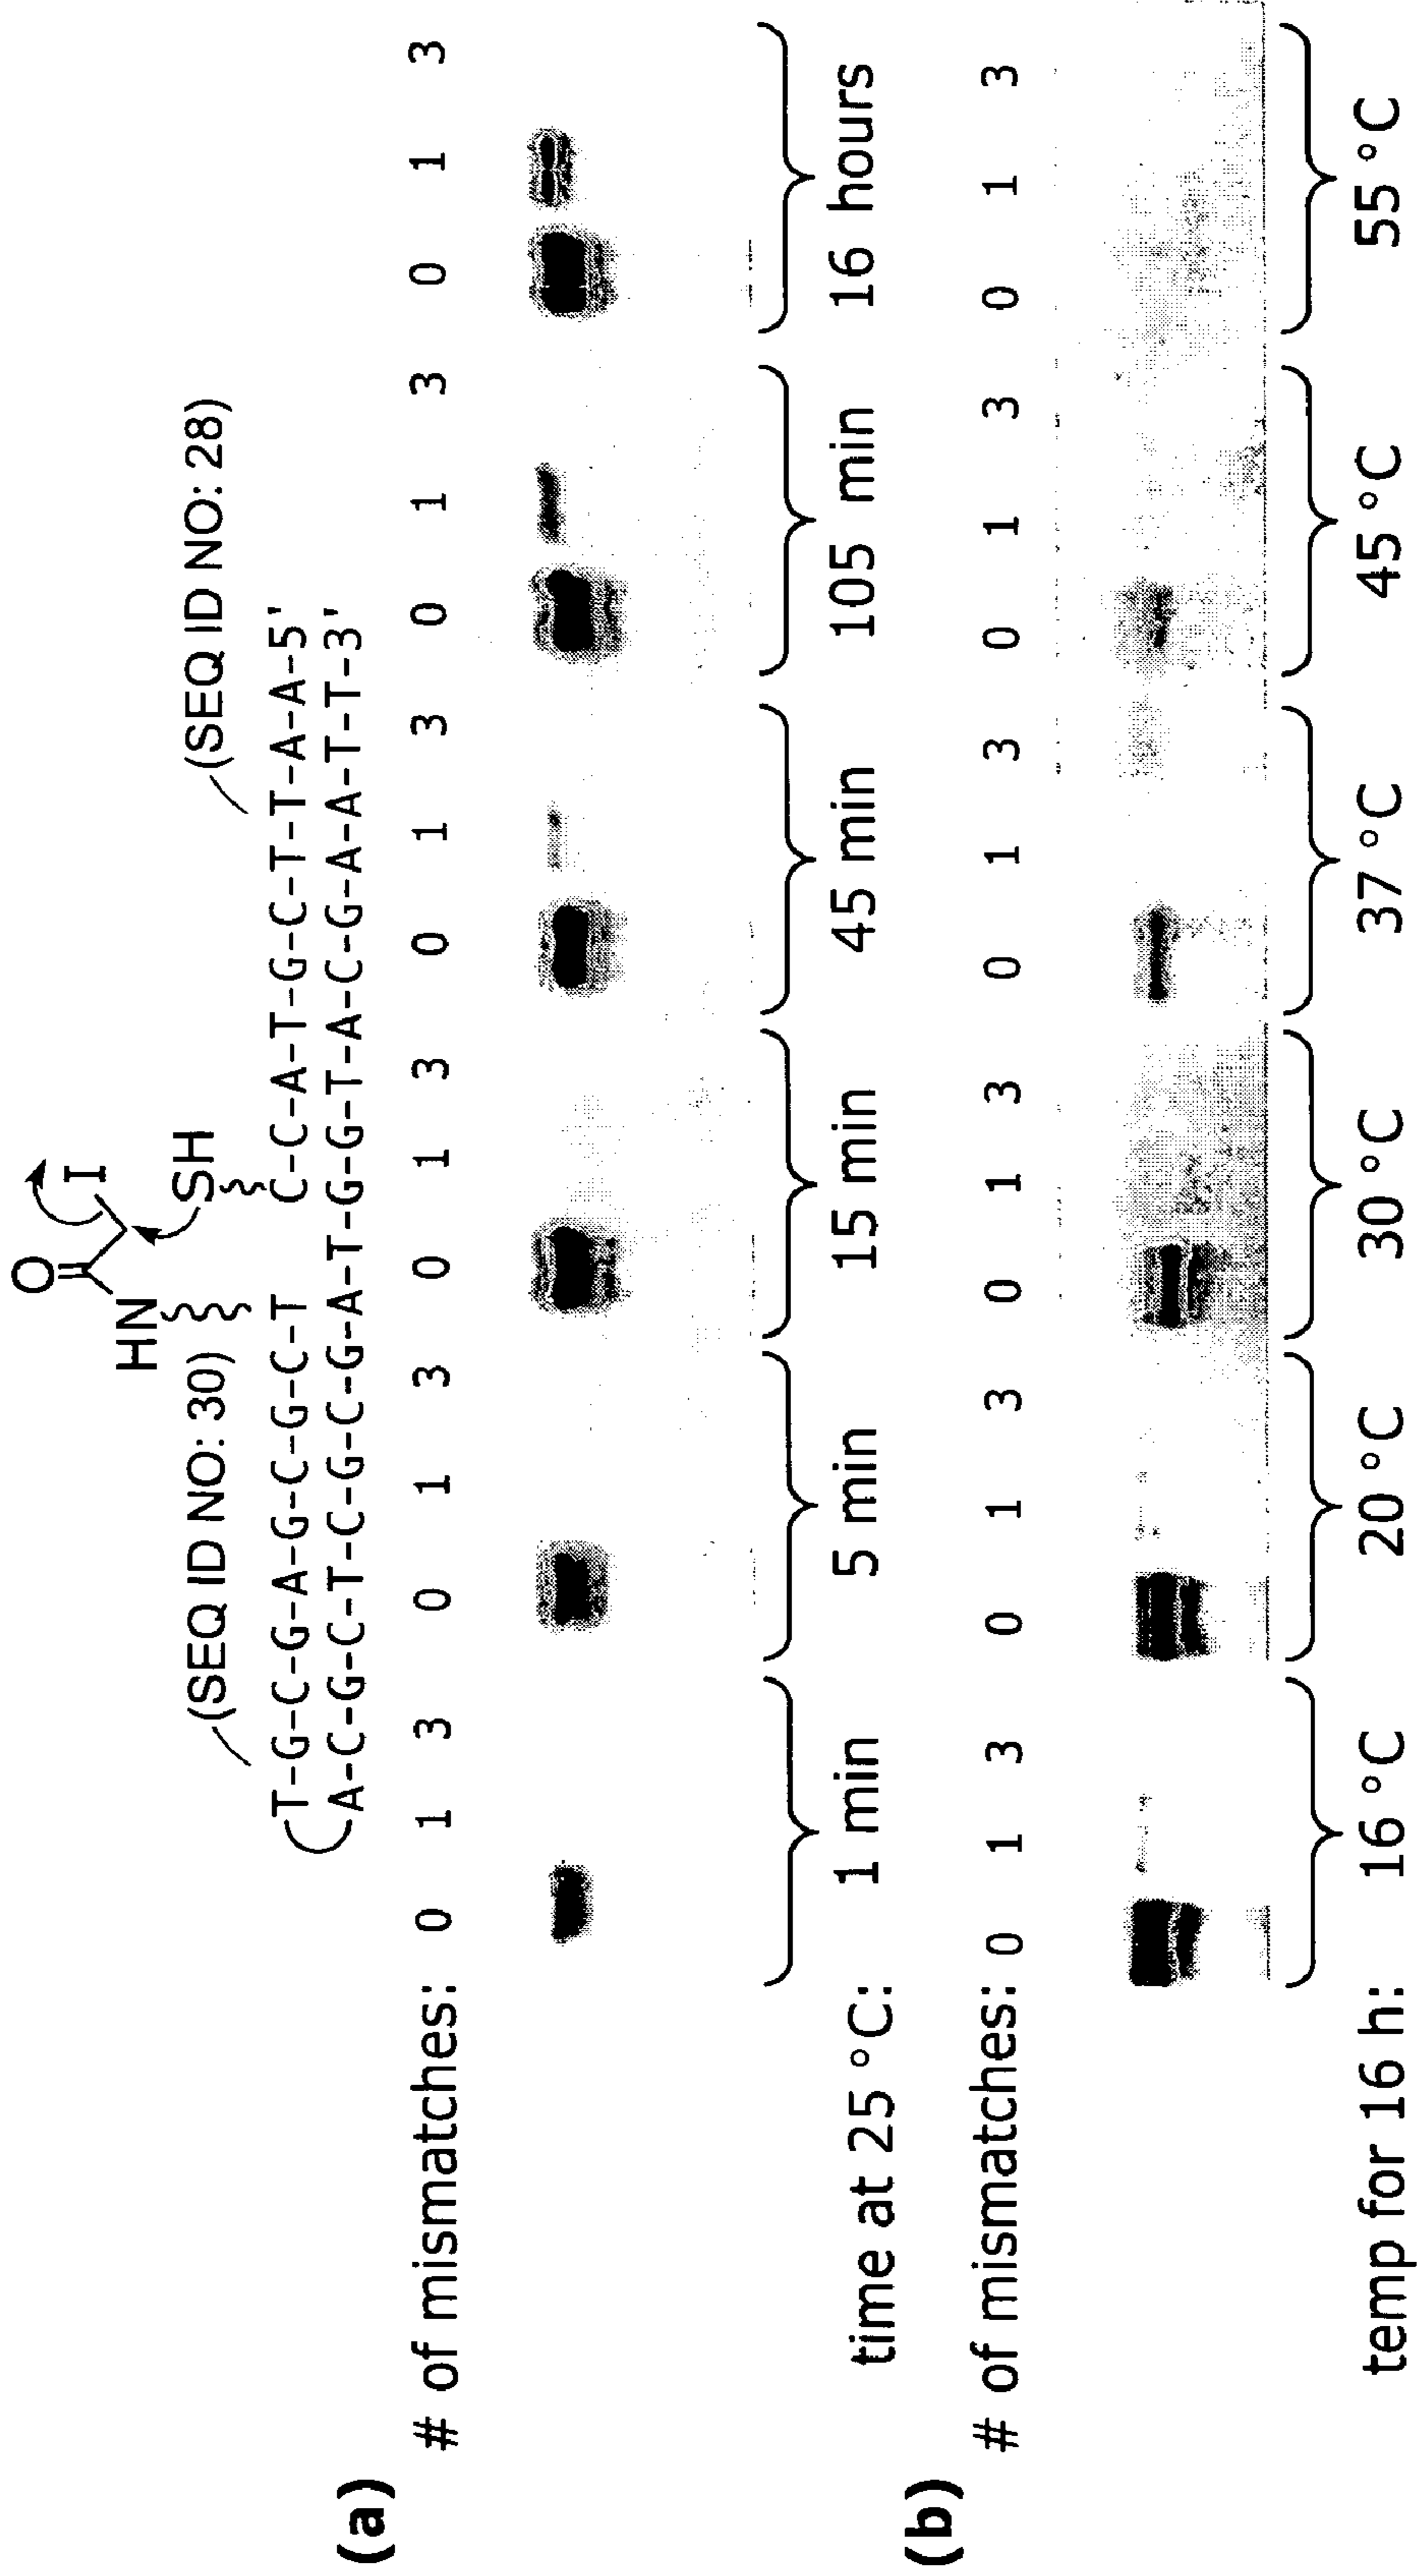 O
HN
I
(SEQ ID NO: 30)
SH
(SEQ ID NO: 28)
T-G-C-G-A-G-C-G-C-T C-C-A-T-G-C-T-T-A-A-5'
A-C-G-C-T-C-G-C-G-A-T-G-G-T-A-C-G-A-A-T-T-3'
(a)
# of mismatches: 0 1 3 0 1 3 0 1 3 0 1 3 0 1 3 0 1 3
time at 25 °C: 1 min 5 min 15 min 45 min 105 min 16 hours
(b)
# of mismatches: 0 1 3 0 1 3 0 1 3 0 1 3 0 1 3 0 1 3
temp for 16 h: 16 °C 20 °C 30 °C 37 °C 45 °C 55 °C